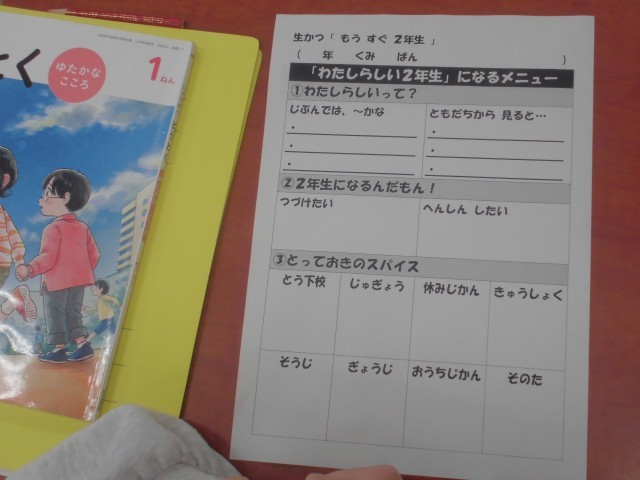 とく
ゆたかな
こころ
1ねん
生かつ「 もう すぐ 2年生 」
( 年 くみ ばん )
「わたしらしい2年生」になるメニュー
①わたしらしいって？
じぶんでは、～かな
ともだちから 見ると…
・
・
・
・
・
・
②2年生になるんだもん！
つづけたい
へんしん したい
③とっておきのスパイス
とう下校
じゅぎょう
休みじかん
きゅうしょく
そうじ
ぎょうじ
おうちじかん
そのた